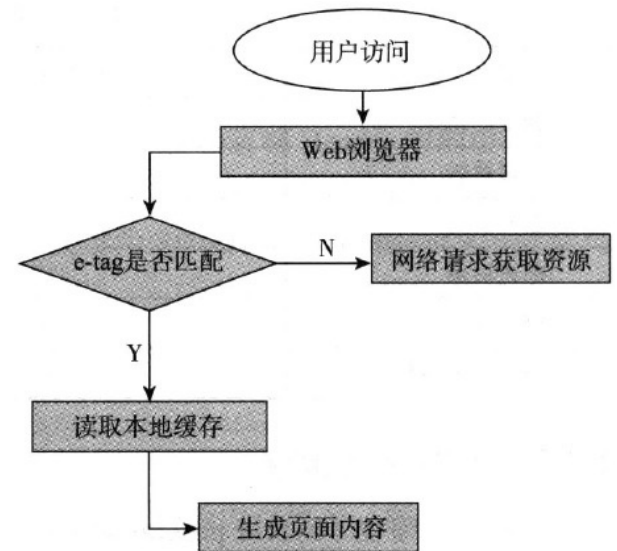 用户访问
Web浏览器
e-tag是否匹配
N
网络请求获取资源
Y
读取本地缓存
生成页面内容